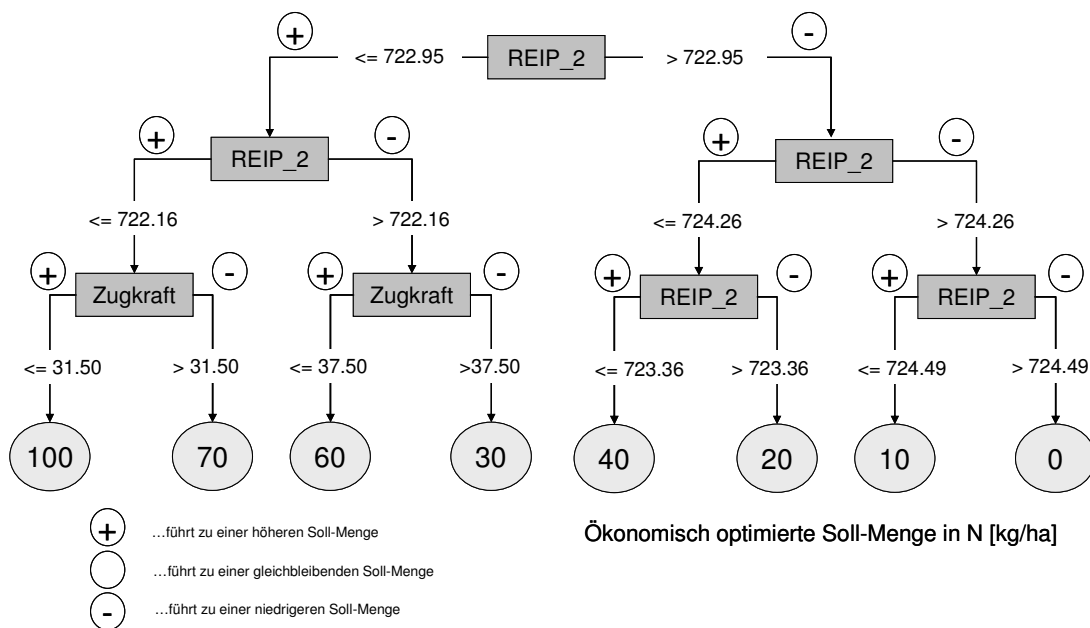 + -
<= 722.95 REIP_2 > 722.95
+ - + -
REIP_2 REIP_2
<= 722.16 > 722.16 <= 724.26 > 724.26
+ Zugkraft - + Zugkraft - + REIP_2 - + REIP_2 -
<= 31.50 > 31.50 <= 37.50 >37.50 <= 723.36 > 723.36 <= 724.49 > 724.49
100 70 60 30 40 20 10 0
+ ...führt zu einer höheren Soll-Menge
Ökonomisch optimierte Soll-Menge in N [kg/ha]
...führt zu einer gleichbleibenden Soll-Menge
- ...führt zu einer niedrigeren Soll-Menge